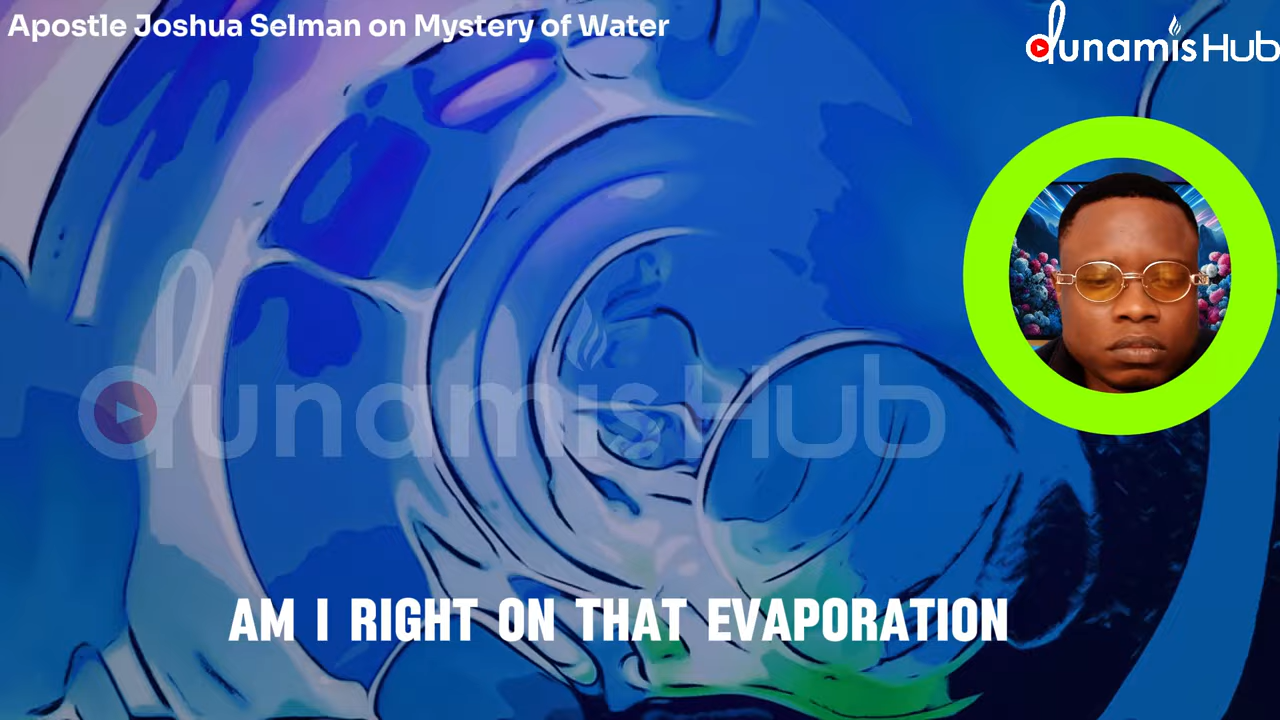 Apostle Joshua Selman on Mystery of Water
dunamisHub
dunamisHub
AM I RIGHT ON THAT EVAPORATION